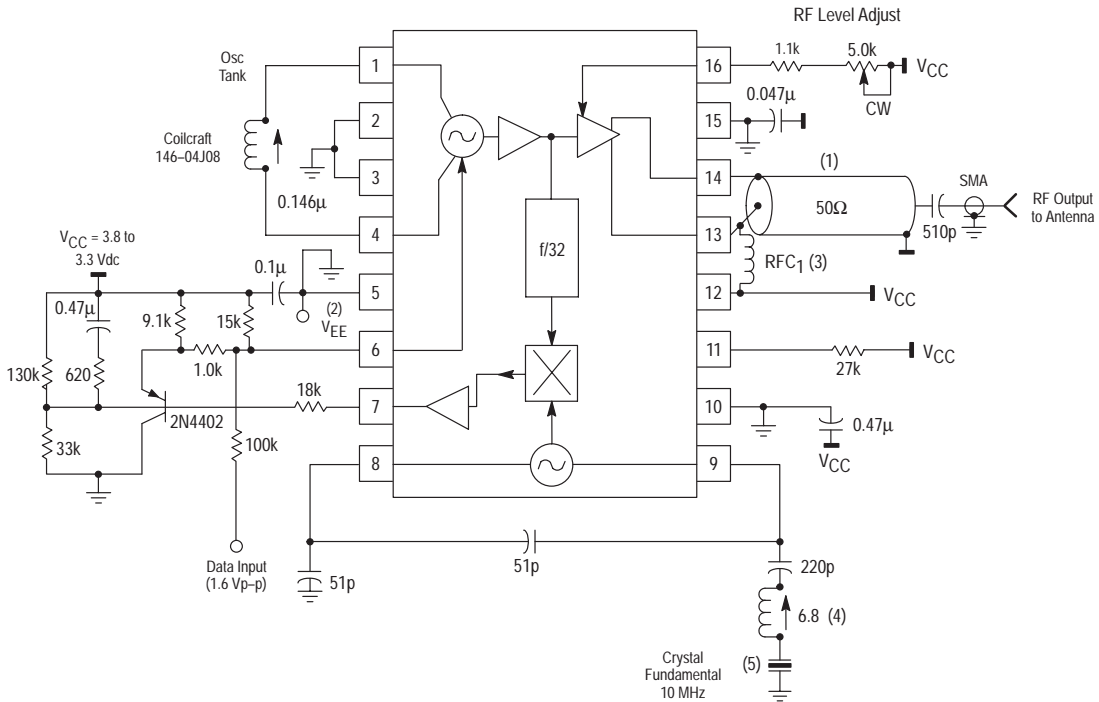 RF Level Adjust
Osc
Tank
1
16
1.1k
5.0k
VCC
CW
0.047µ
2
15
Coilcraft
146–04J08
3
14
(1)
SMA
0.146µ
50Ω
RF Output
to Antenna
4
13
510p
f/32
RFC1 (3)
VCC = 3.8 to
3.3 Vdc
0.1µ
5
12
VCC
0.47µ
(2)
VEE
9.1k
15k
6
11
VCC
1.0k
27k
130k
620
18k
7
10
2N4402
0.47µ
33k
100k
8
9
VCC
Data Input
(1.6 Vp–p)
51p
51p
220p
6.8 (4)
Crystal
Fundamental
10 MHz
(5)